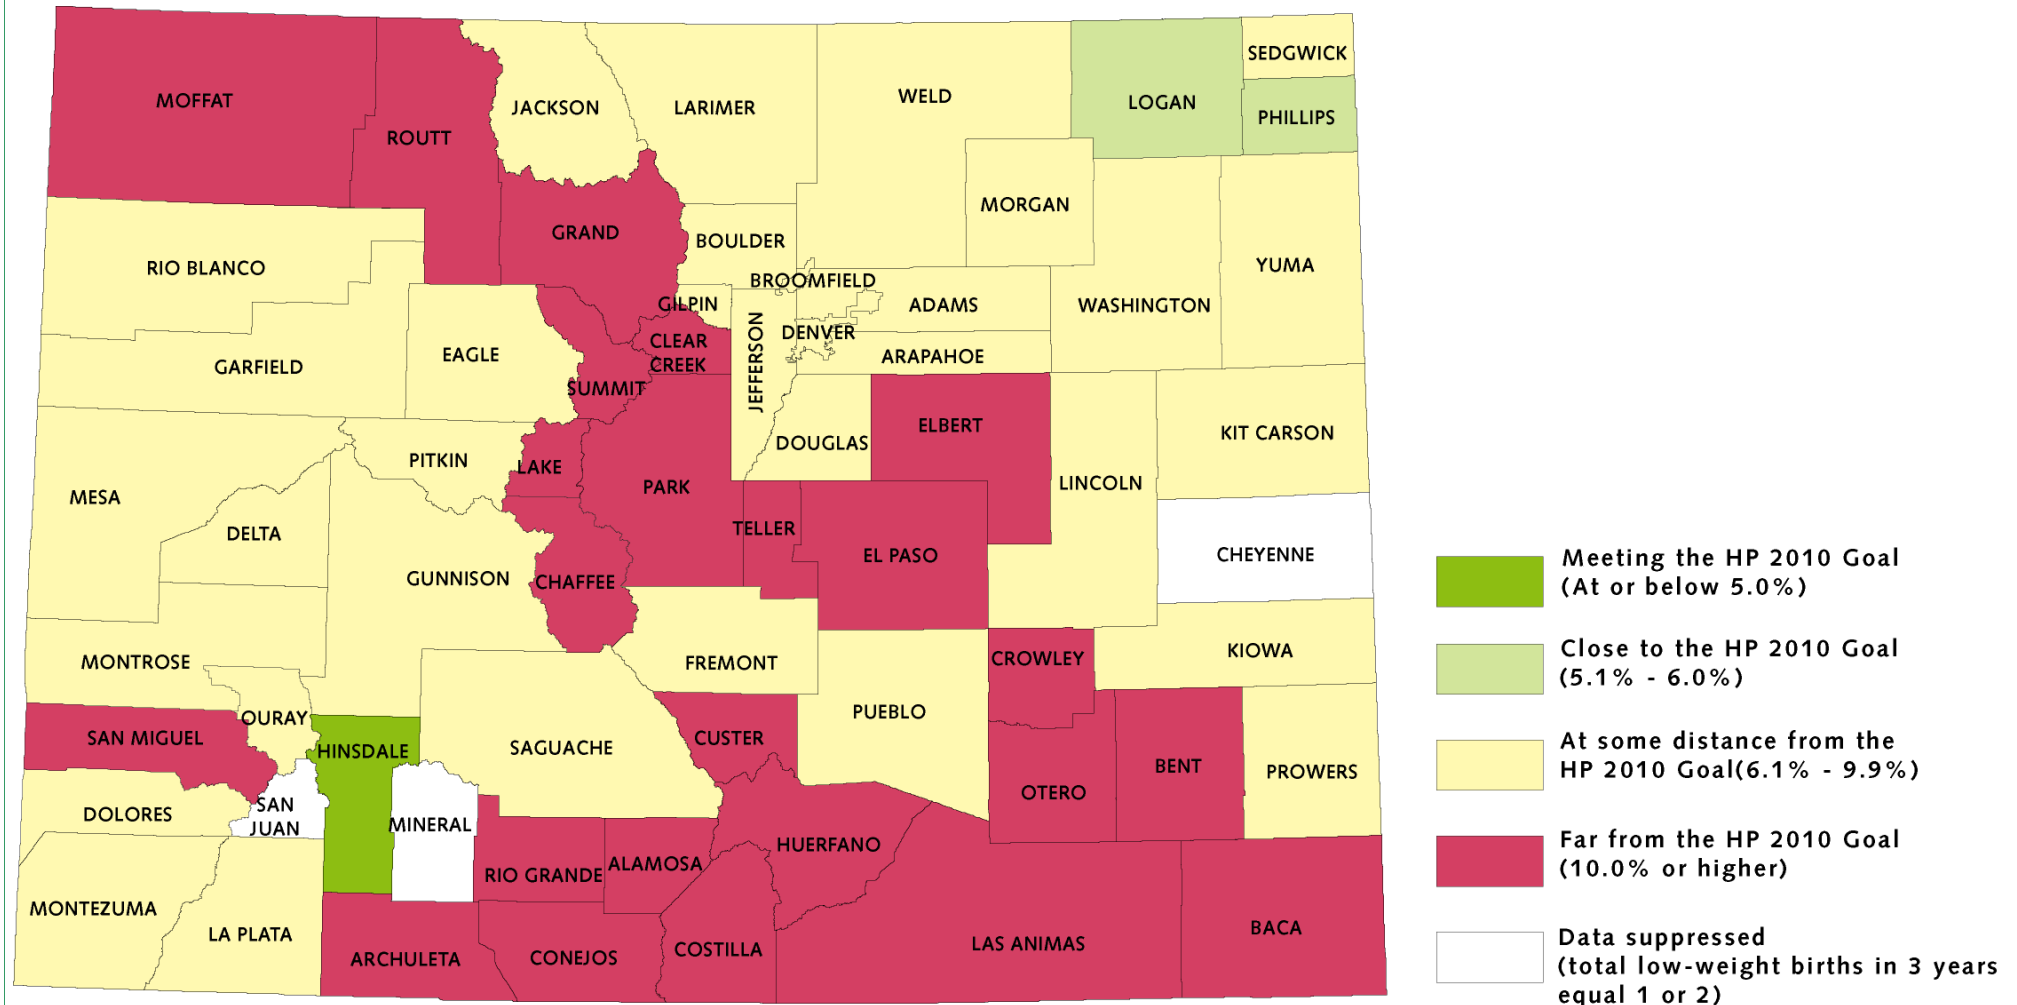 MOFFAT
ROUTT
JACKSON
LARIMER
WELD
LOGAN
SEDGWICK
PHILLIPS
MORGAN
GRAND
BOULDER
RIO BLANCO
YUMA
BROOMFIELD
GILPIN
ADAMS
WASHINGTON
DENVER
CLEAR
CREEK
JEFFERSON
ARAPAHOE
EAGLE
GARFIELD
SUMMIT
ELBERT
KIT CARSON
DOUGLAS
PITKIN
LAKE
PARK
LINCOLN
MESA
DELTA
TELLER
EL PASO
CHEYENNE
GUNNISON
CHAFFEE
MONTROSE
FREMONT
CROWLEY
KIOWA
OURAY
PUEBLO
SAN MIGUEL
HINSDALE
SAGUACHE
CUSTER
BENT
PROWERS
OTERO
DOLORES
SAN
JUAN
MINERAL
HUERFANO
RIO GRANDE
ALAMOSA
MONTEZUMA
LA PLATA
ARCHULETA
CONEJOS
COSTILLA
LAS ANIMAS
BACA
Meeting the HP 2010 Goal
(At or below 5.0%)
Close to the HP 2010 Goal
(5.1% - 6.0%)
At some distance from the
HP 2010 Goal(6.1% - 9.9%)
Far from the HP 2010 Goal
(10.0% or higher)
Data suppressed
(total low-weight births in 3 years
equal 1 or 2)